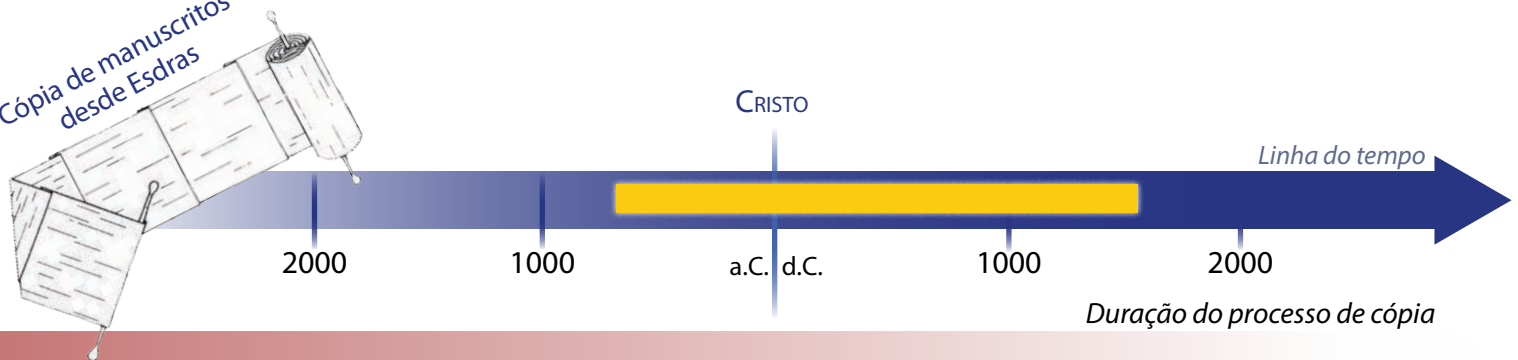 Cópia de manuscritos
desde Esdras
CRISTO
Linha do tempo
2000
1000
a.C.
d.C.
1000
2000
Duração do processo de cópia